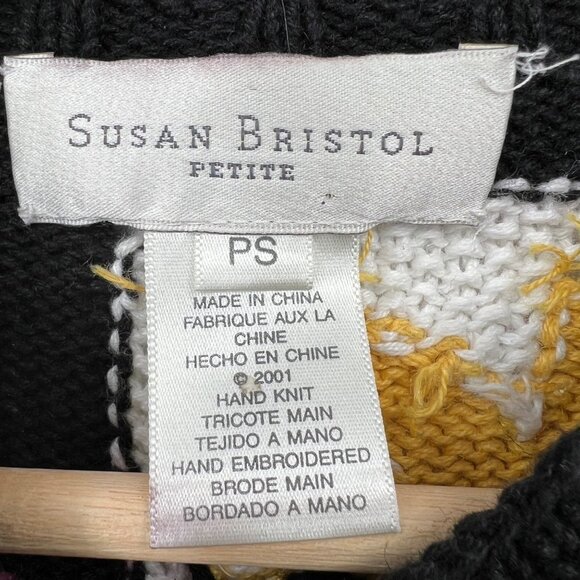 SUSAN BRISTOL
PETITE
PS
MADE IN CHINA
FABRIQUE AUX LA
CHINE
HECHO EN CHINE
© 2001
HAND KNIT
TRICOTE MAIN
TEJIDO A MANO
HAND EMBROIDERED
BRODE MAIN
BORDADO A MANO